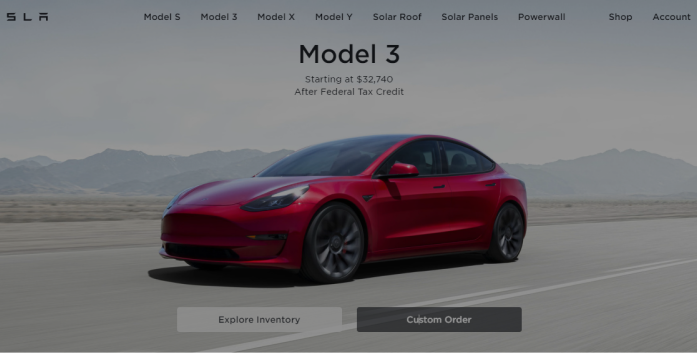 SLA
Model S Model 3 Model X Model Y Solar Roof Solar Panels Powerwall Shop Account
Model 3
Starting at $32,740
After Federal Tax Credit
Explore Inventory
Custom Order